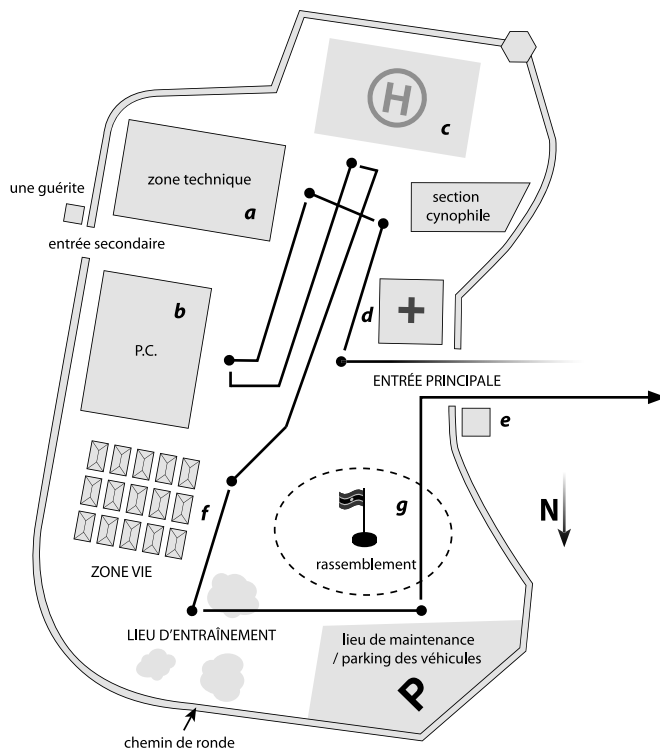 H
c
zone technique
a
section
cynophile
une guérite
entrée secondaire
b
d
P.C.
ENTRÉE PRINCIPALE
e
f
g
N
rassemblement
ZONE VIE
LIEU D'ENTRAÎNEMENT
lieu de maintenance
/ parking des véhicules
P
chemin de ronde